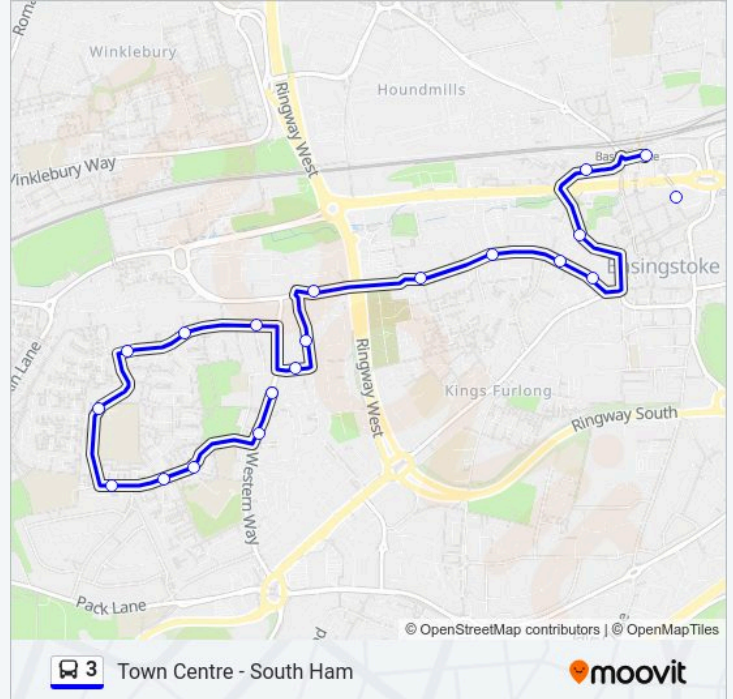 Winklebury
Houndmills
Ringway West
Winklebury Way
Basingstoke
Ringway West
Kings Furlong
Ringway South
Western Way
Pack Lane
© OpenStreetMap contributors | © OpenMapTiles
3 Town Centre - South Ham
moovit